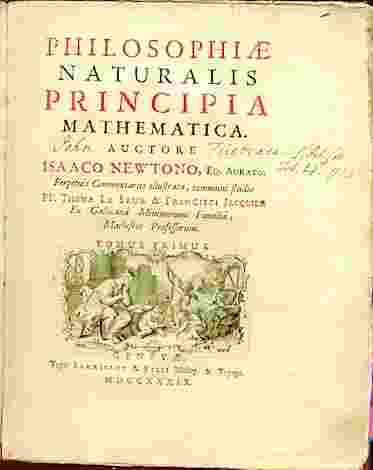 PHILOSOPHIÆ
NATURALIS
PRINCIPIA
MATHEMATICA.
AUCTORE
John
ISAACO NEWTONO, EQ. AURATO.
Perpetuis Commentariis illustrata, communi studio
PP. THOMÆ LE SEUR & FRANCISCI JACQUIER
Ex Gallicanâ Minimorum Familiâ,
Matheseos Professorum.
TOMUS PRIMUS.
GENEVÆ,
Typis BARRILLOT & FILII Bibliop. & Typogr.
MDCCXXXIX.